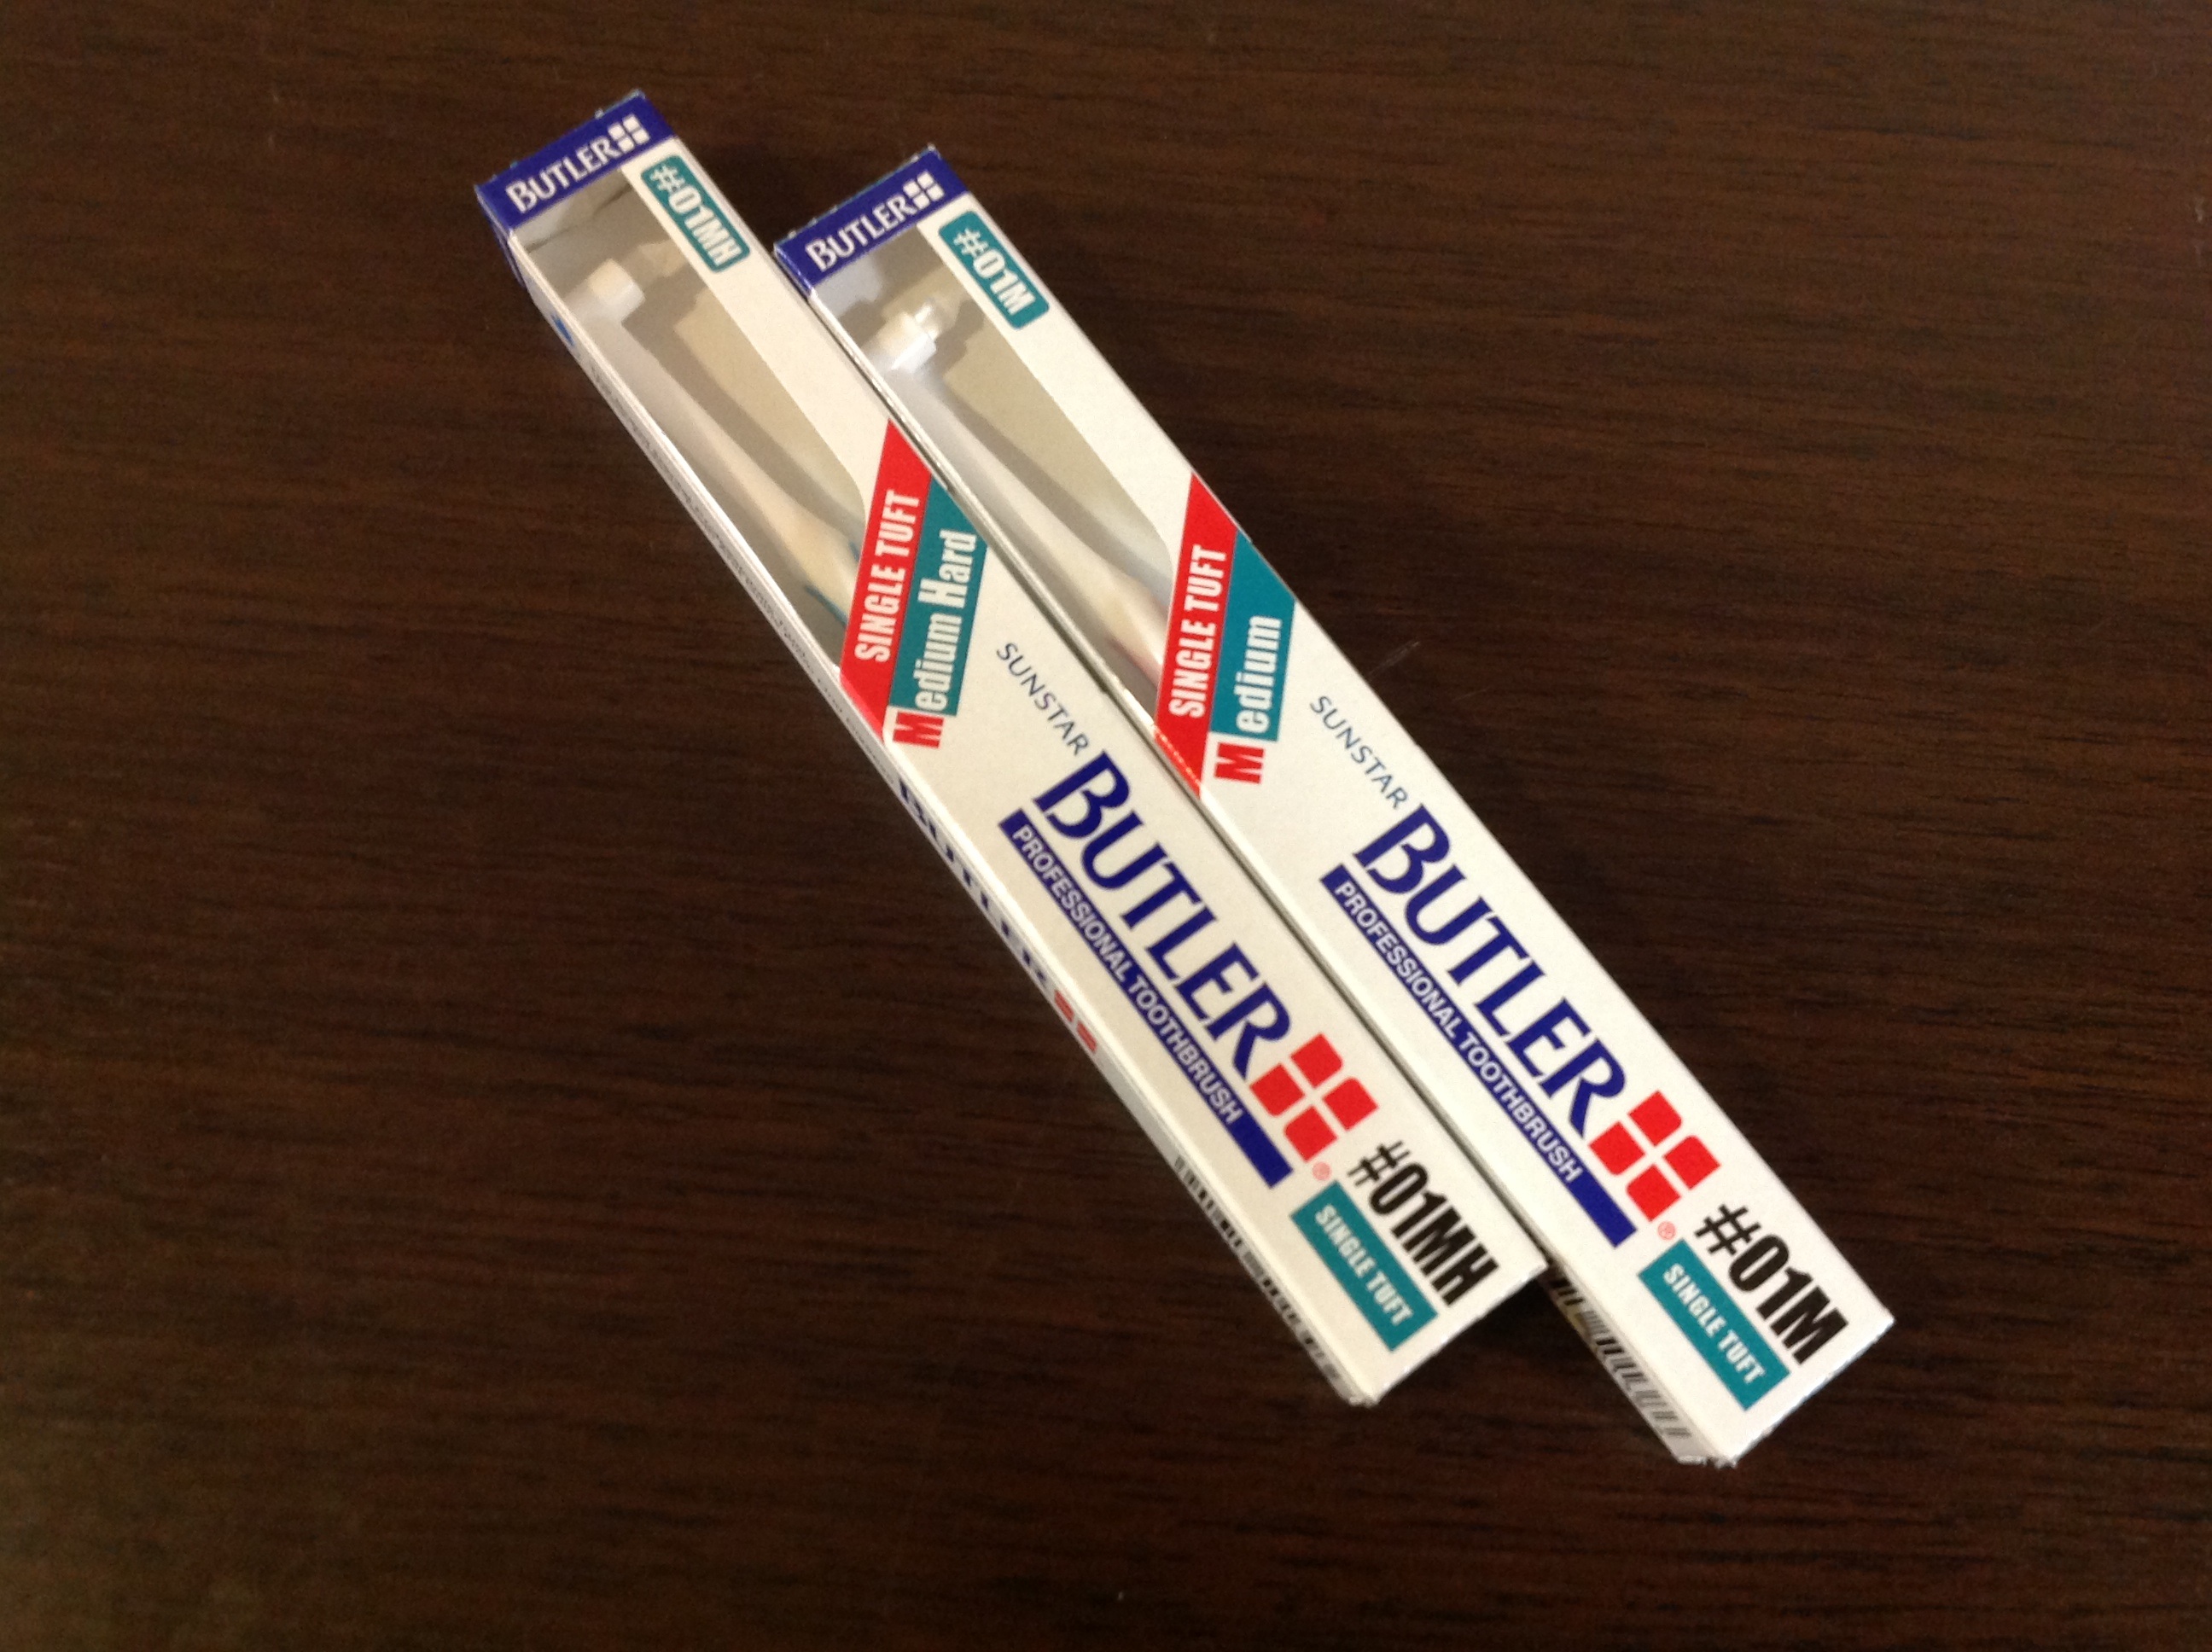 BUTLER
#01MH
SINGLE TUFT
Medium Hard
SUNSTAR
BUTLER
PROFESSIONAL TOOTHBRUSH
®
#01MH
SINGLE TUFT
BUTLER
BUTLER
#01M
SINGLE TUFT
Medium
SUNSTAR
BUTLER
PROFESSIONAL TOOTHBRUSH
®
#01M
SINGLE TUFT